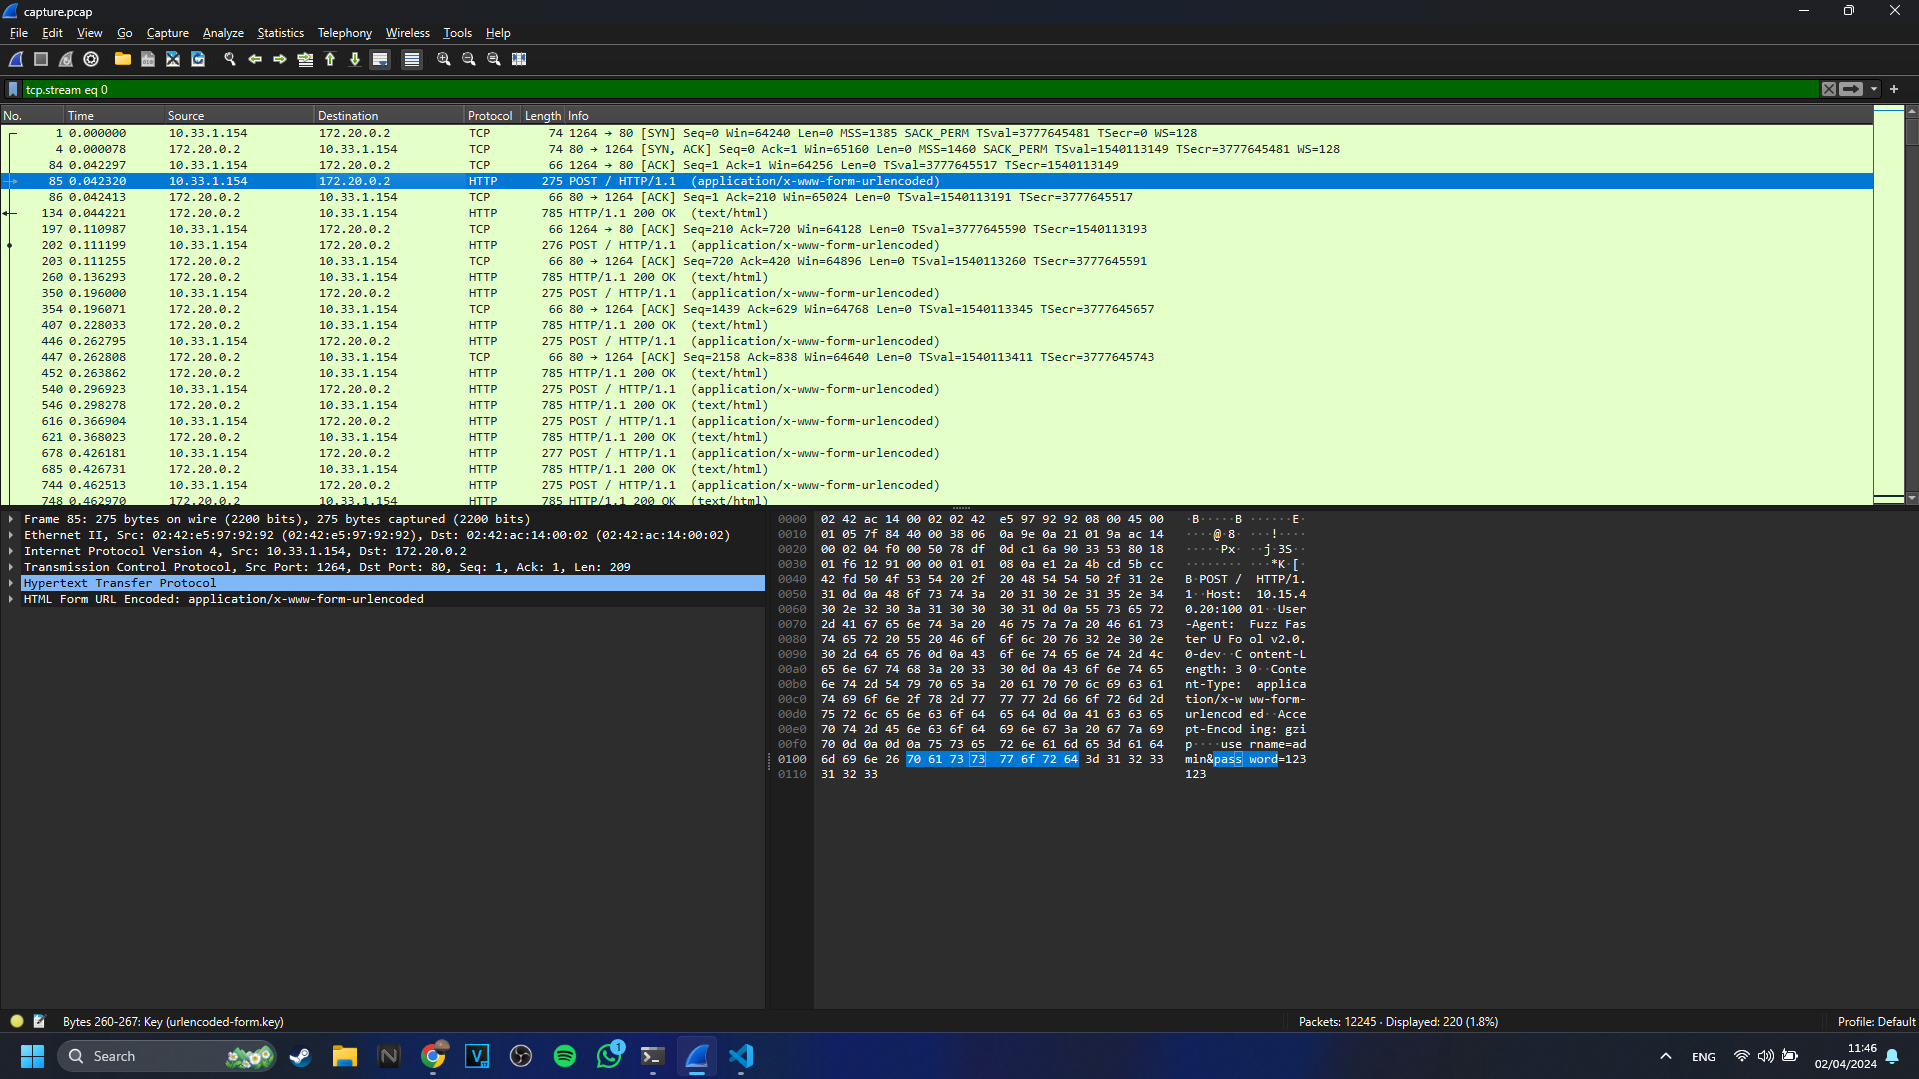 capture.pcap
File Edit View Go Capture Analyze Statistics Telephony Wireless Tools Help
tcp.stream eq 0
No. Time Source Destination Protocol Length Info
1 0.000000 10.33.1.154 172.20.0.2 TCP 74 1264 → 80 [SYN] Seq=0 Win=64240 Len=0 MSS=1385 SACK_PERM TSval=3777645481 TSecr=0 WS=128
4 0.000078 172.20.0.2 10.33.1.154 TCP 74 80 → 1264 [SYN, ACK] Seq=0 Ack=1 Win=65160 Len=0 MSS=1460 SACK_PERM TSval=1540113149 TSecr=3777645481 WS=128
84 0.042297 10.33.1.154 172.20.0.2 TCP 66 1264 → 80 [ACK] Seq=1 Ack=1 Win=64256 Len=0 TSval=3777645517 TSecr=1540113149
85 0.042320 10.33.1.154 172.20.0.2 HTTP 275 POST / HTTP/1.1 (application/x-www-form-urlencoded)
86 0.042413 172.20.0.2 10.33.1.154 TCP 66 80 → 1264 [ACK] Seq=1 Ack=210 Win=65024 Len=0 TSval=1540113191 TSecr=3777645517
134 0.044221 172.20.0.2 10.33.1.154 HTTP 785 HTTP/1.1 200 OK (text/html)
197 0.110987 10.33.1.154 172.20.0.2 TCP 66 1264 → 80 [ACK] Seq=210 Ack=720 Win=64128 Len=0 TSval=3777645590 TSecr=1540113193
202 0.111199 10.33.1.154 172.20.0.2 HTTP 276 POST / HTTP/1.1 (application/x-www-form-urlencoded)
203 0.111255 172.20.0.2 10.33.1.154 TCP 66 80 → 1264 [ACK] Seq=720 Ack=420 Win=64896 Len=0 TSval=1540113260 TSecr=3777645591
260 0.136293 172.20.0.2 10.33.1.154 HTTP 785 HTTP/1.1 200 OK (text/html)
350 0.196000 10.33.1.154 172.20.0.2 HTTP 275 POST / HTTP/1.1 (application/x-www-form-urlencoded)
354 0.196071 172.20.0.2 10.33.1.154 TCP 66 80 → 1264 [ACK] Seq=1439 Ack=629 Win=64768 Len=0 TSval=1540113345 TSecr=3777645657
407 0.228033 172.20.0.2 10.33.1.154 HTTP 785 HTTP/1.1 200 OK (text/html)
446 0.262795 10.33.1.154 172.20.0.2 HTTP 275 POST / HTTP/1.1 (application/x-www-form-urlencoded)
447 0.262808 172.20.0.2 10.33.1.154 TCP 66 80 → 1264 [ACK] Seq=2158 Ack=838 Win=64640 Len=0 TSval=1540113411 TSecr=3777645743
452 0.263862 172.20.0.2 10.33.1.154 HTTP 785 HTTP/1.1 200 OK (text/html)
540 0.296923 10.33.1.154 172.20.0.2 HTTP 275 POST / HTTP/1.1 (application/x-www-form-urlencoded)
546 0.298278 172.20.0.2 10.33.1.154 HTTP 785 HTTP/1.1 200 OK (text/html)
616 0.366904 10.33.1.154 172.20.0.2 HTTP 275 POST / HTTP/1.1 (application/x-www-form-urlencoded)
621 0.368023 172.20.0.2 10.33.1.154 HTTP 785 HTTP/1.1 200 OK (text/html)
678 0.426181 10.33.1.154 172.20.0.2 HTTP 277 POST / HTTP/1.1 (application/x-www-form-urlencoded)
685 0.426731 172.20.0.2 10.33.1.154 HTTP 785 HTTP/1.1 200 OK (text/html)
744 0.462513 10.33.1.154 172.20.0.2 HTTP 275 POST / HTTP/1.1 (application/x-www-form-urlencoded)
748 0.462970 172.20.0.2 10.33.1.154 HTTP 785 HTTP/1.1 200 OK (text/html)
Frame 85: 275 bytes on wire (2200 bits), 275 bytes captured (2200 bits)
Ethernet II, Src: 02:42:e5:97:92:92 (02:42:e5:97:92:92), Dst: 02:42:ac:14:00:02 (02:42:ac:14:00:02)
Internet Protocol Version 4, Src: 10.33.1.154, Dst: 172.20.0.2
Transmission Control Protocol, Src Port: 1264, Dst Port: 80, Seq: 1, Ack: 1, Len: 209
Hypertext Transfer Protocol
HTML Form URL Encoded: application/x-www-form-urlencoded
0000 02 42 ac 14 00 02 02 42 e5 97 92 92 08 00 45 00 ·B·····B ······E·
0010 01 05 7f 84 40 00 38 06 0a 9e 0a 21 01 9a ac 14 ····@·8· ···!····
0020 00 02 04 f0 00 50 78 df 0d c1 6a 90 33 53 80 18 ·····Px· ··j·3S··
0030 01 f6 12 91 00 00 01 01 08 0a e1 2a 4b cd 5b cc ········ ···*K·[·
0040 42 fd 50 4f 53 54 20 2f 20 48 54 54 50 2f 31 2e B·POST / HTTP/1.
0050 31 0d 0a 48 6f 73 74 3a 20 31 30 2e 31 35 2e 34 1··Host: 10.15.4
0060 30 2e 32 30 3a 31 30 30 30 31 0d 0a 55 73 65 72 0.20:100 01··User
0070 2d 41 67 65 6e 74 3a 20 46 75 7a 7a 20 46 61 73 -Agent: Fuzz Fas
0080 74 65 72 20 55 20 46 6f 6f 6c 20 76 32 2e 30 2e ter U Fo ol v2.0.
0090 30 2d 64 65 76 0d 0a 43 6f 6e 74 65 6e 74 2d 4c 0-dev··C ontent-L
00a0 65 6e 67 74 68 3a 20 33 30 0d 0a 43 6f 6e 74 65 ength: 3 0··Conte
00b0 6e 74 2d 54 79 70 65 3a 20 61 70 70 6c 69 63 61 nt-Type: applica
00c0 74 69 6f 6e 2f 78 2d 77 77 77 2d 66 6f 72 6d 2d tion/x-w ww-form-
00d0 75 72 6c 65 6e 63 6f 64 65 64 0d 0a 41 63 63 65 urlencod ed··Acce
00e0 70 74 2d 45 6e 63 6f 64 69 6e 67 3a 20 67 7a 69 pt-Encod ing: gzi
00f0 70 0d 0a 0d 0a 75 73 65 72 6e 61 6d 65 3d 61 64 p····use rname=ad
0100 6d 69 6e 26 70 61 73 73 77 6f 72 64 3d 31 32 33 min&pass word=123
0110 31 32 33 123
Bytes 260-267: Key (urlencoded-form.key) Packets: 12245 · Displayed: 220 (1.8%) Profile: Default
Search 1 ENG 11:46
02/04/2024